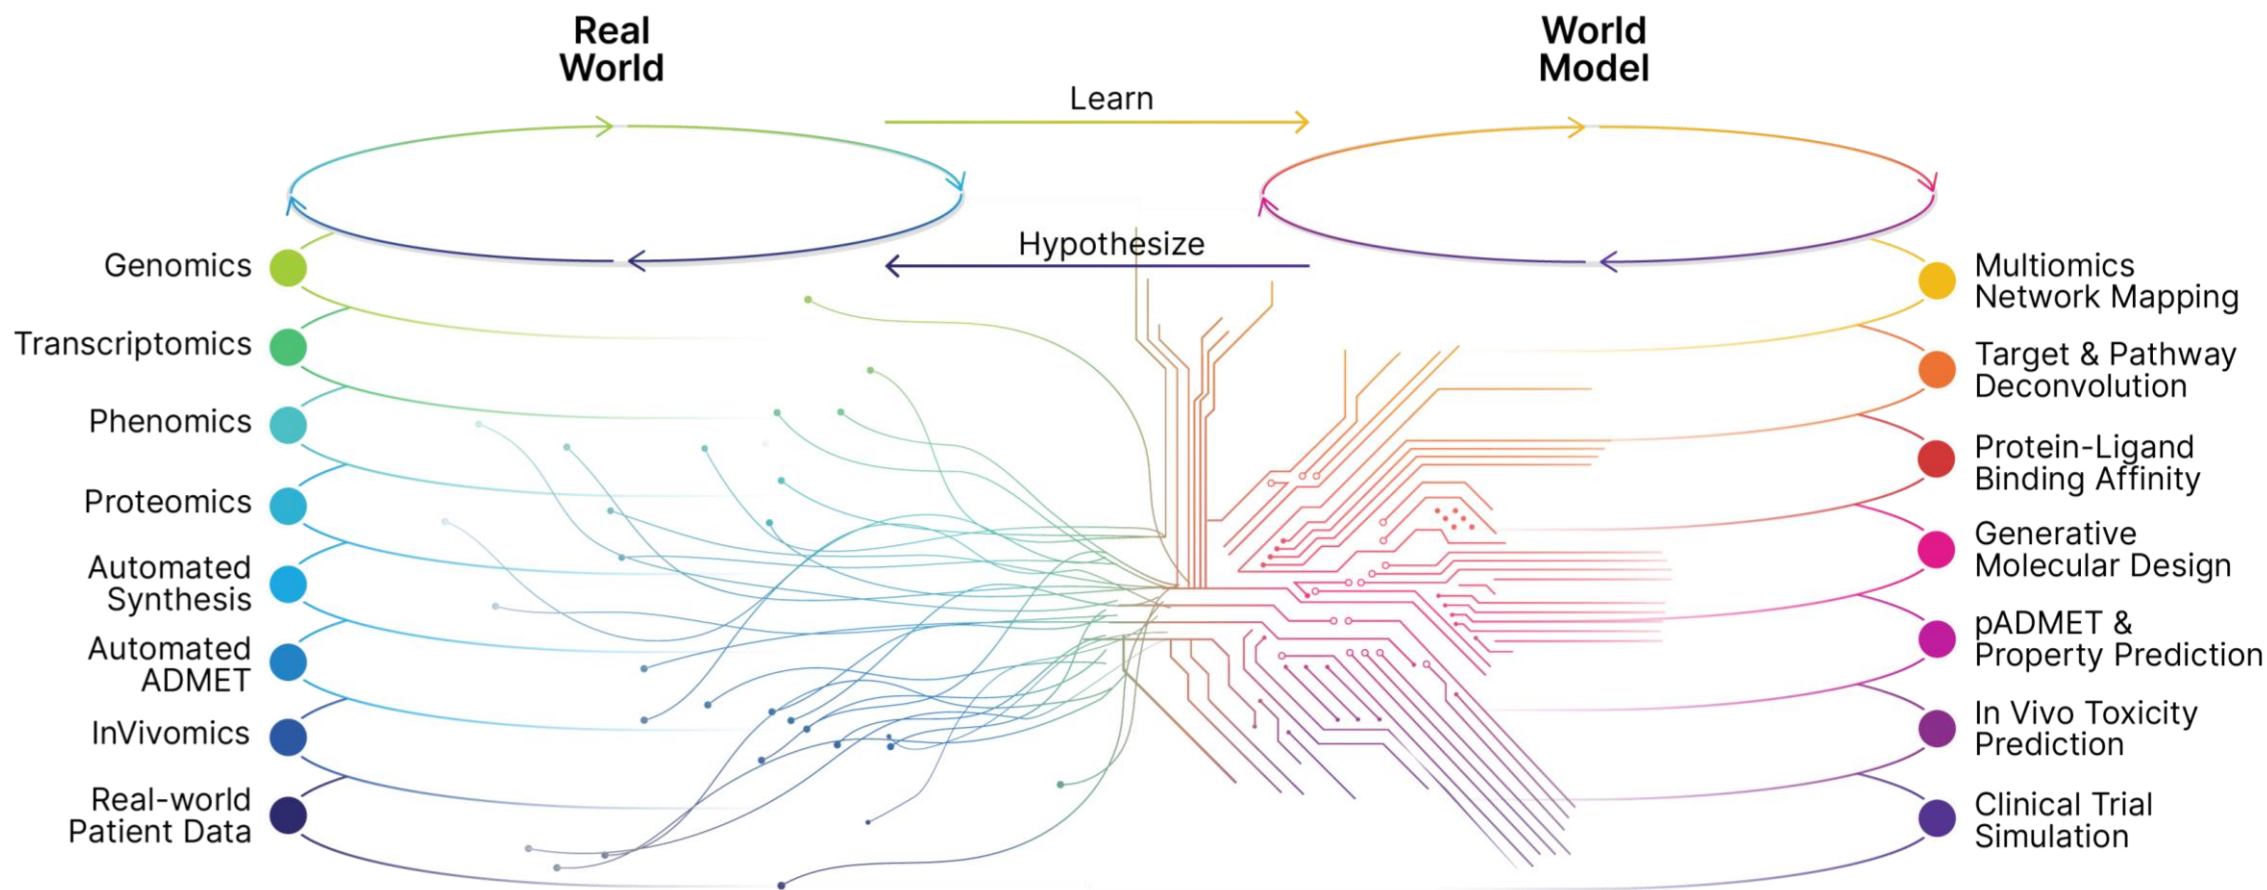 Real
World
World
Model
Learn
Hypothesize
Genomics
Transcriptomics
Phenomics
Proteomics
Automated
Synthesis
Automated
ADMET
InVivomics
Real-world
Patient Data
Multiomics
Network Mapping
Target & Pathway
Deconvolution
Protein-Ligand
Binding Affinity
Generative
Molecular Design
pADMET &
Property Prediction
In Vivo Toxicity
Prediction
Clinical Trial
Simulation